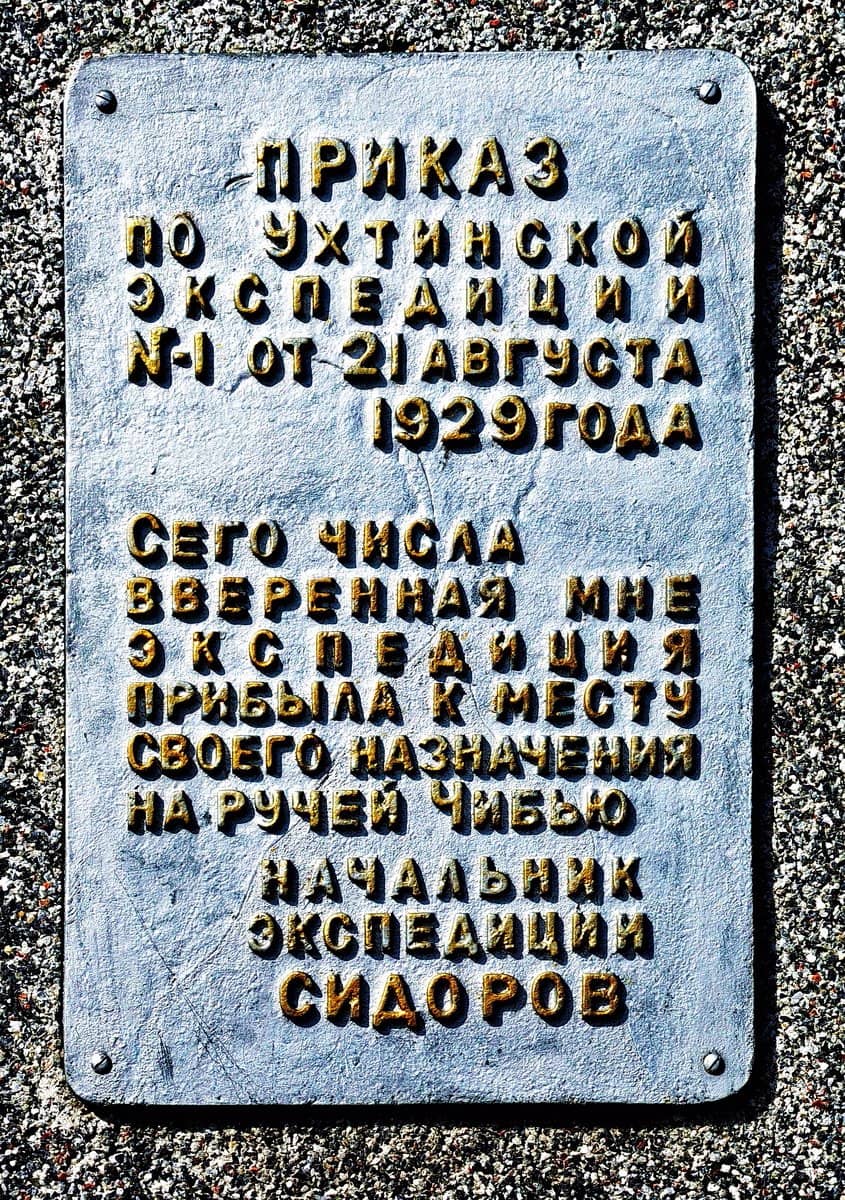 ПРИКАЗ
ПО УХТИНСКОЙ
ЭКСПЕДИЦИИ
№-1 ОТ 21 АВГУСТА
1929 ГОДА
СЕГО ЧИСЛА
ВВЕРЕННАЯ МНЕ
ЭКСПЕДИЦИЯ
ПРИБЫЛА К МЕСТУ
СВОЕГО НАЗНАЧЕНИЯ
НА РУЧЕЙ ЧИБЬЮ
НАЧАЛЬНИК
ЭКСПЕДИЦИИ
СИДОРОВ